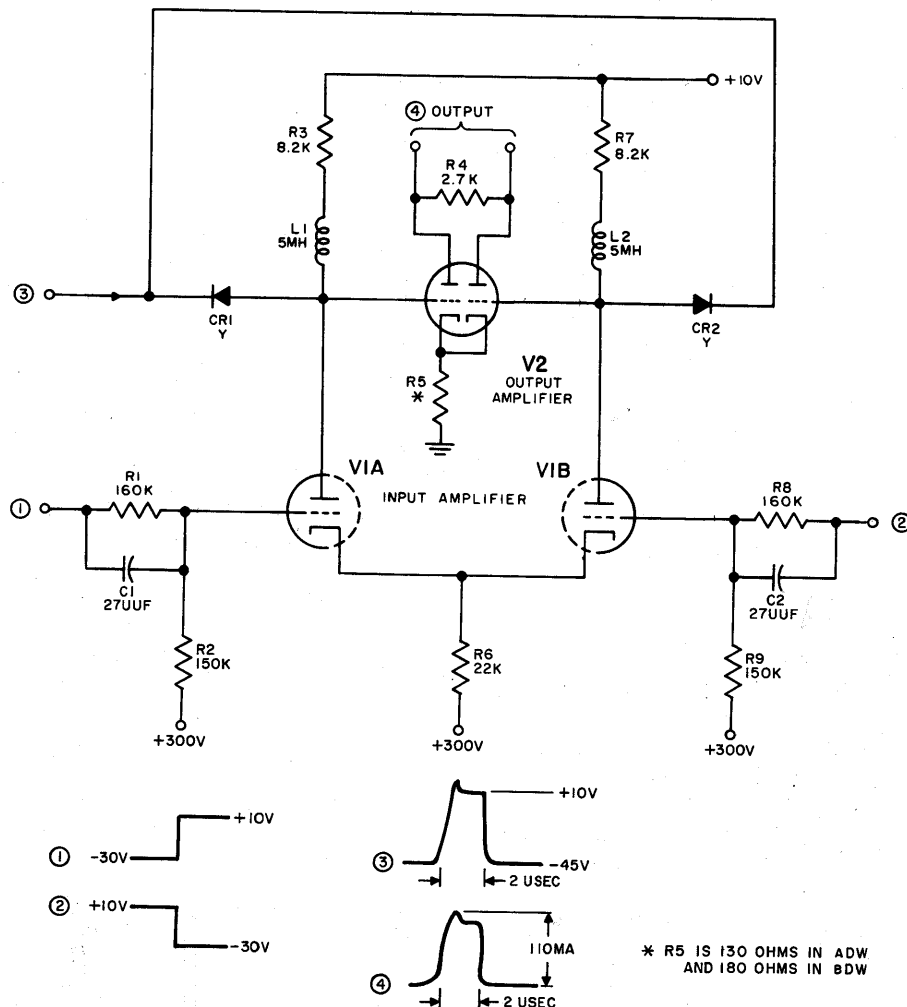 +10V
④ OUTPUT
R3
8.2K
R4
2.7K
R7
8.2K
L1
5MH
L2
5MH
③
CR1
Y
CR2
Y
R5
*
V2
OUTPUT
AMPLIFIER
V1A
INPUT AMPLIFIER
V1B
①
R1
160K
R8
160K
②
C1
27UUF
C2
27UUF
R2
150K
R6
22K
R9
150K
+300V
+300V
+300V
① -30V +10V
② +10V -30V
③ +10V -45V
2 USEC
④ 110MA
2 USEC
* R5 IS 130 OHMS IN ADW
AND 180 OHMS IN BDW